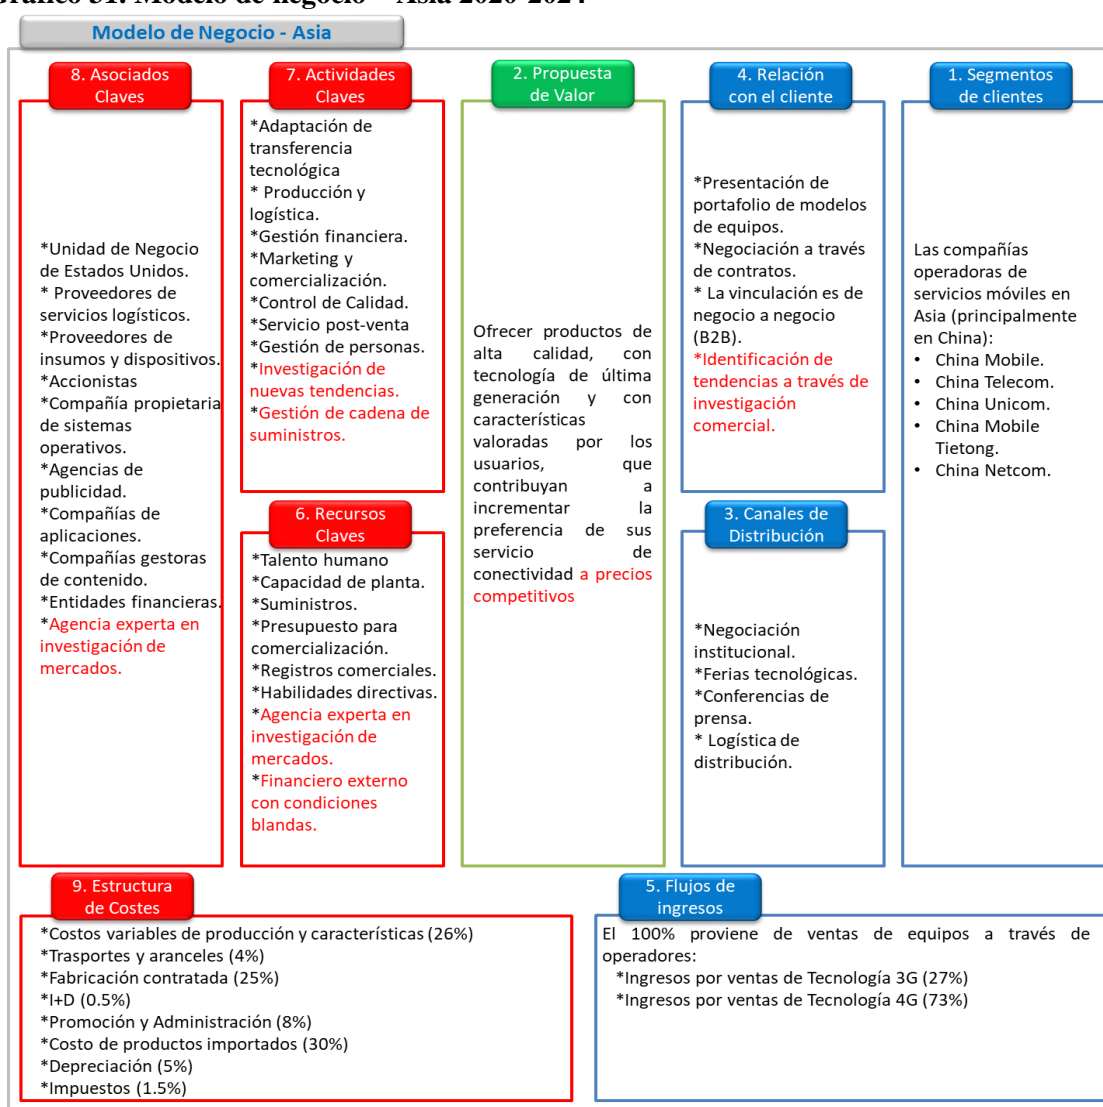 Gráfico 31. Modelo de negocio – Asia 2020-2024
Modelo de Negocio - Asia
8. Asociados
Claves
*Unidad de Negocio
de Estados Unidos.
* Proveedores de
servicios logísticos.
*Proveedores de
insumos y dispositivos.
*Accionistas
*Compañía propietaria
de sistemas
operativos.
*Agencias de
publicidad.
*Compañías de
aplicaciones.
*Compañías gestoras
de contenido.
*Entidades financieras.
*Agencia experta en
investigación de
mercados.
7. Actividades
Claves
*Adaptación de
transferencia
tecnológica
* Producción y
logística.
*Gestión financiera.
*Marketing y
comercialización.
*Control de Calidad.
*Servicio post-venta
*Gestión de personas.
*Investigación de
nuevas tendencias.
*Gestión de cadena de
suministros.
6. Recursos
Claves
*Talento humano
*Capacidad de planta.
*Suministros.
*Presupuesto para
comercialización.
*Registros comerciales.
*Habilidades directivas.
*Agencia experta en
investigación de
mercados.
*Financiero externo
con condiciones
blandas.
2. Propuesta
de Valor
Ofrecer productos de
alta calidad, con
tecnología de última
generación y con
características
valoradas por los
usuarios, que
contribuyan a
incrementar la
preferencia de sus
servicio de
conectividad a precios
competitivos
4. Relación
con el cliente
*Presentación de
portafolio de modelos
de equipos.
*Negociación a través
de contratos.
* La vinculación es de
negocio a negocio
(B2B).
*Identificación de
tendencias a través de
investigación
comercial.
3. Canales de
Distribución
*Negociación
institucional.
*Ferias tecnológicas.
*Conferencias de
prensa.
* Logística de
distribución.
1. Segmentos
de clientes
Las compañías
operadoras de
servicios móviles en
Asia (principalmente
en China):
• China Mobile.
• China Telecom.
• China Unicom.
• China Mobile
Tietong.
• China Netcom.
9. Estructura
de Costes
*Costos variables de producción y características (26%)
*Trasportes y aranceles (4%)
*Fabricación contratada (25%)
*I+D (0.5%)
*Promoción y Administración (8%)
*Costo de productos importados (30%)
*Depreciación (5%)
*Impuestos (1.5%)
5. Flujos de
ingresos
El 100% proviene de ventas de equipos a través de
operadores:
*Ingresos por ventas de Tecnología 3G (27%)
*Ingresos por ventas de Tecnología 4G (73%)